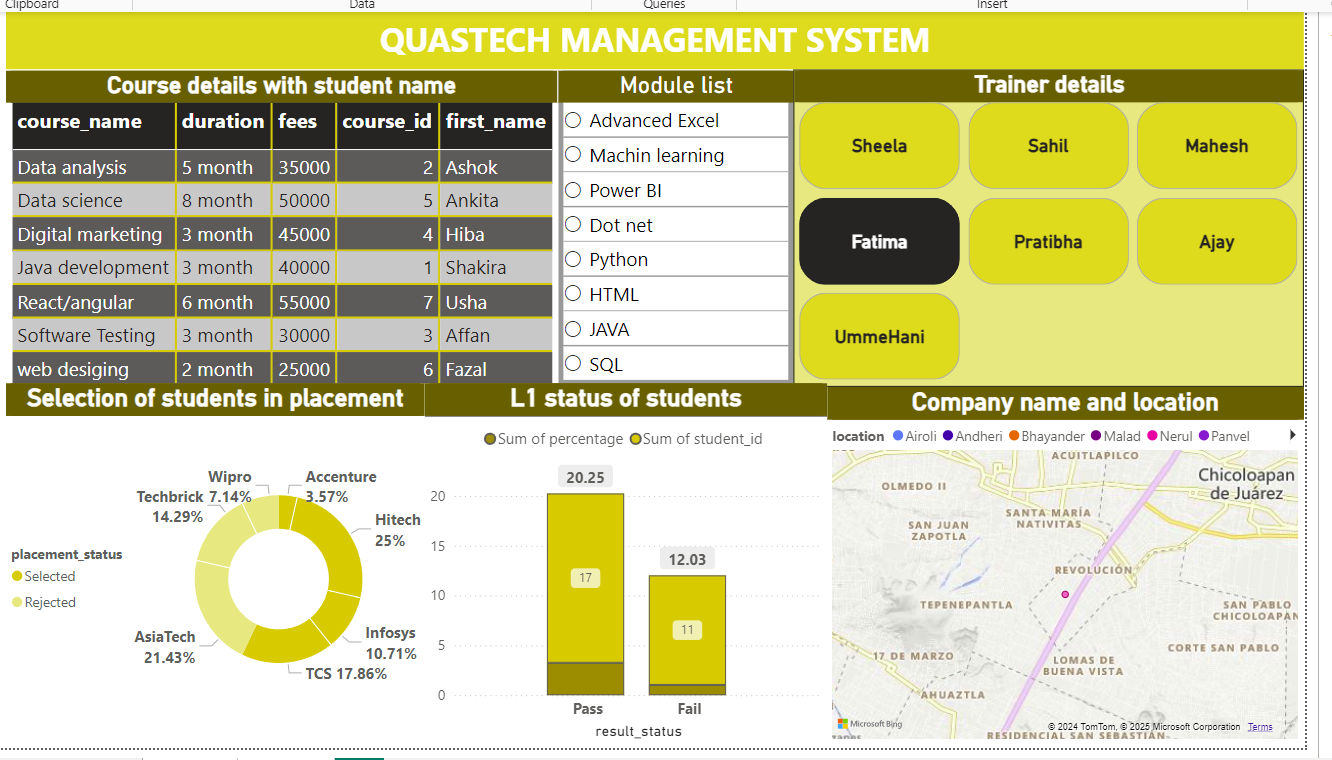 Clipboard Data Queries Insert
QUASTECH MANAGEMENT SYSTEM
Course details with student name
course_name duration fees course_id first_name
Data analysis 5 month 35000 2 Ashok
Data science 8 month 50000 5 Ankita
Digital marketing 3 month 45000 4 Hiba
Java development 3 month 40000 1 Shakira
React/angular 6 month 55000 7 Usha
Software Testing 3 month 30000 3 Affan
web desiging 2 month 25000 6 Fazal
Module list
Advanced Excel
Machin learning
Power BI
Dot net
Python
HTML
JAVA
SQL
Trainer details
Sheela Sahil Mahesh
Fatima Pratibha Ajay
UmmeHani
Selection of students in placement
placement_status
Selected
Rejected
Wipro
7.14%
Accenture
3.57%
Techbrick
14.29%
Hitech
25%
AsiaTech
21.43%
Infosys
10.71%
TCS 17.86%
L1 status of students
Sum of percentage Sum of student_id
20.25
12.03
17
11
20
15
10
5
0
Pass Fail
result_status
Company name and location
location Airoli Andheri Bhayander Malad Nerul Panvel
ACUITLAPILCO
Chicoloapan
de Juárez
OLMEDO II
SANTA MARÍA
NATIVITAS
SAN JUAN
ZAPOTLA
REVOLUCIÓN
TEPENEPANTLA
SAN PABLO
CHICOLOAPAN
CORTE SAN PABLO
17 DE MARZO
LOMAS DE
BUENA VISTA
AHUAZTLA
Microsoft Bing
© 2024 TomTom, © 2025 Microsoft Corporation Terms
RESIDENCIAL SAN SEBASTIÁN